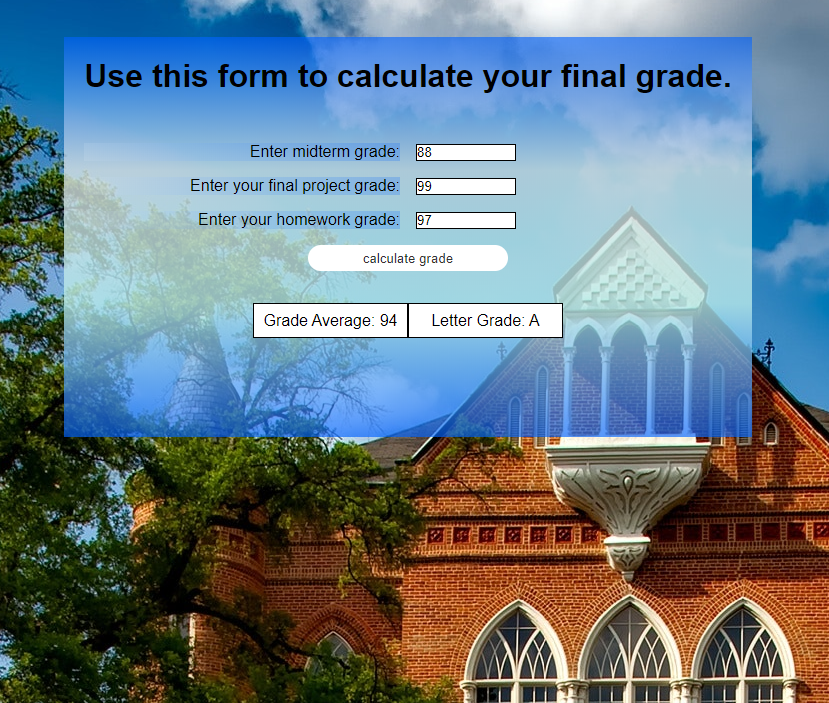 Use this form to calculate your final grade.
Enter midterm grade: 88
Enter your final project grade: 99
Enter your homework grade: 97
calculate grade
Grade Average: 94 Letter Grade: A